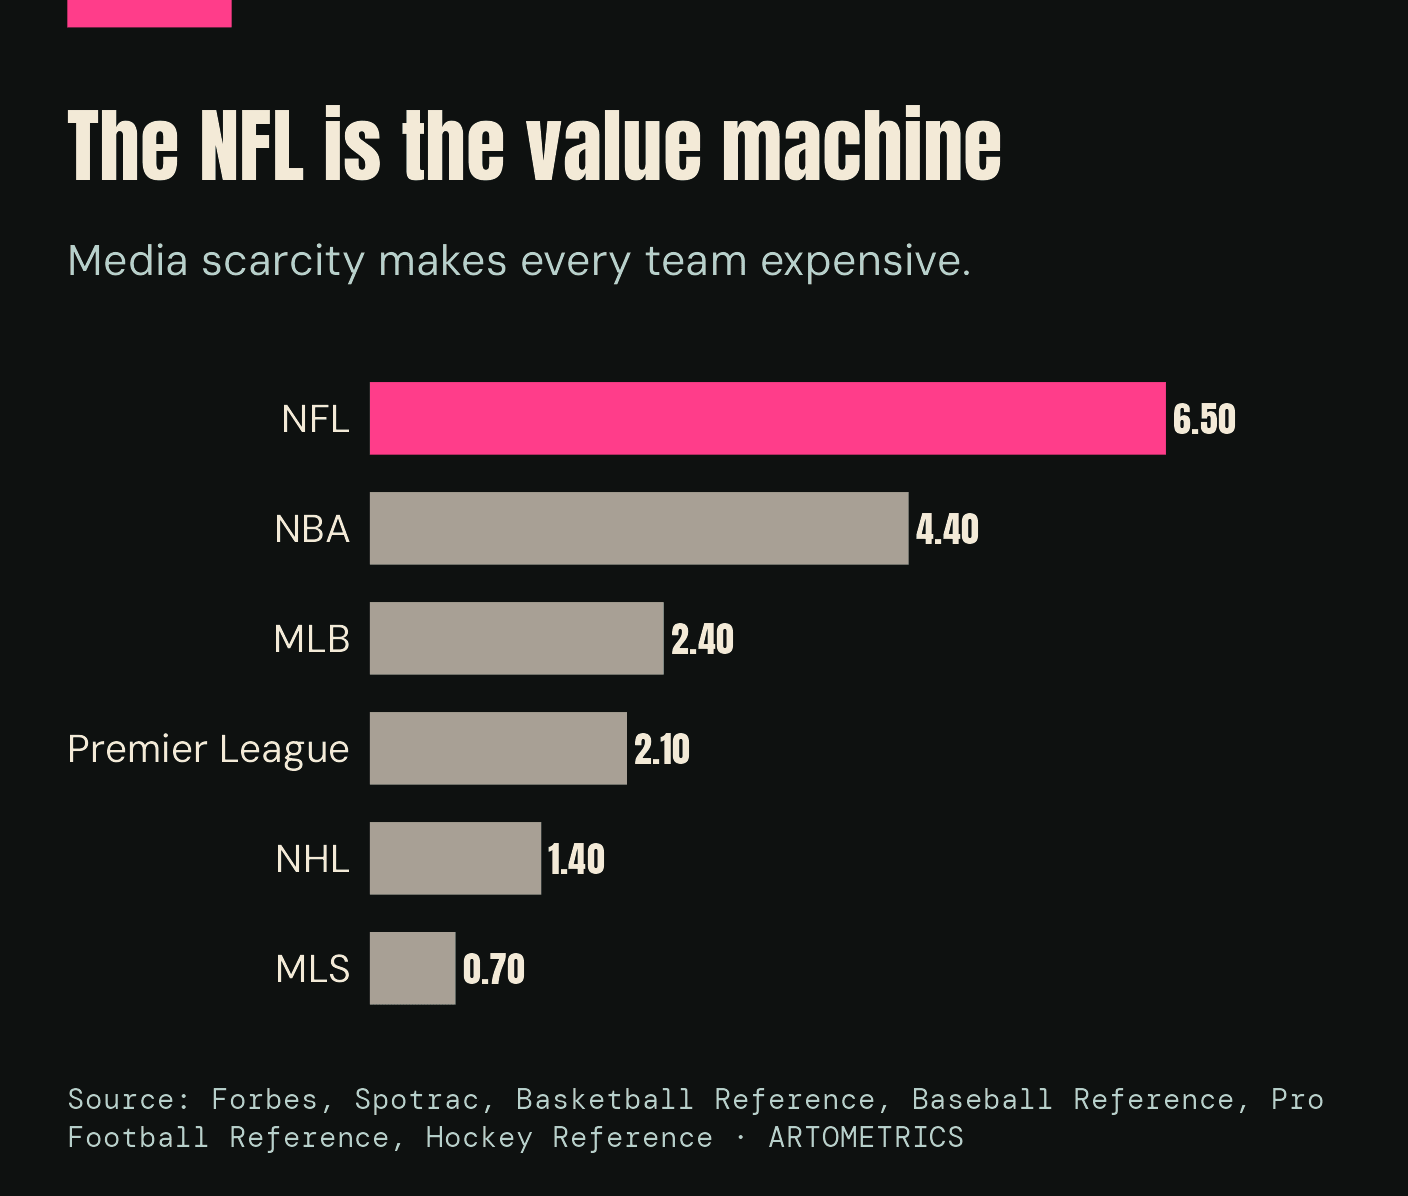 The NFL is the value machine
Media scarcity makes every team expensive.
NFL 6.50
NBA 4.40
MLB 2.40
Premier League 2.10
NHL 1.40
MLS 0.70
Source: Forbes, Spotrac, Basketball Reference, Baseball Reference, Pro
Football Reference, Hockey Reference · ARTOMETRICS